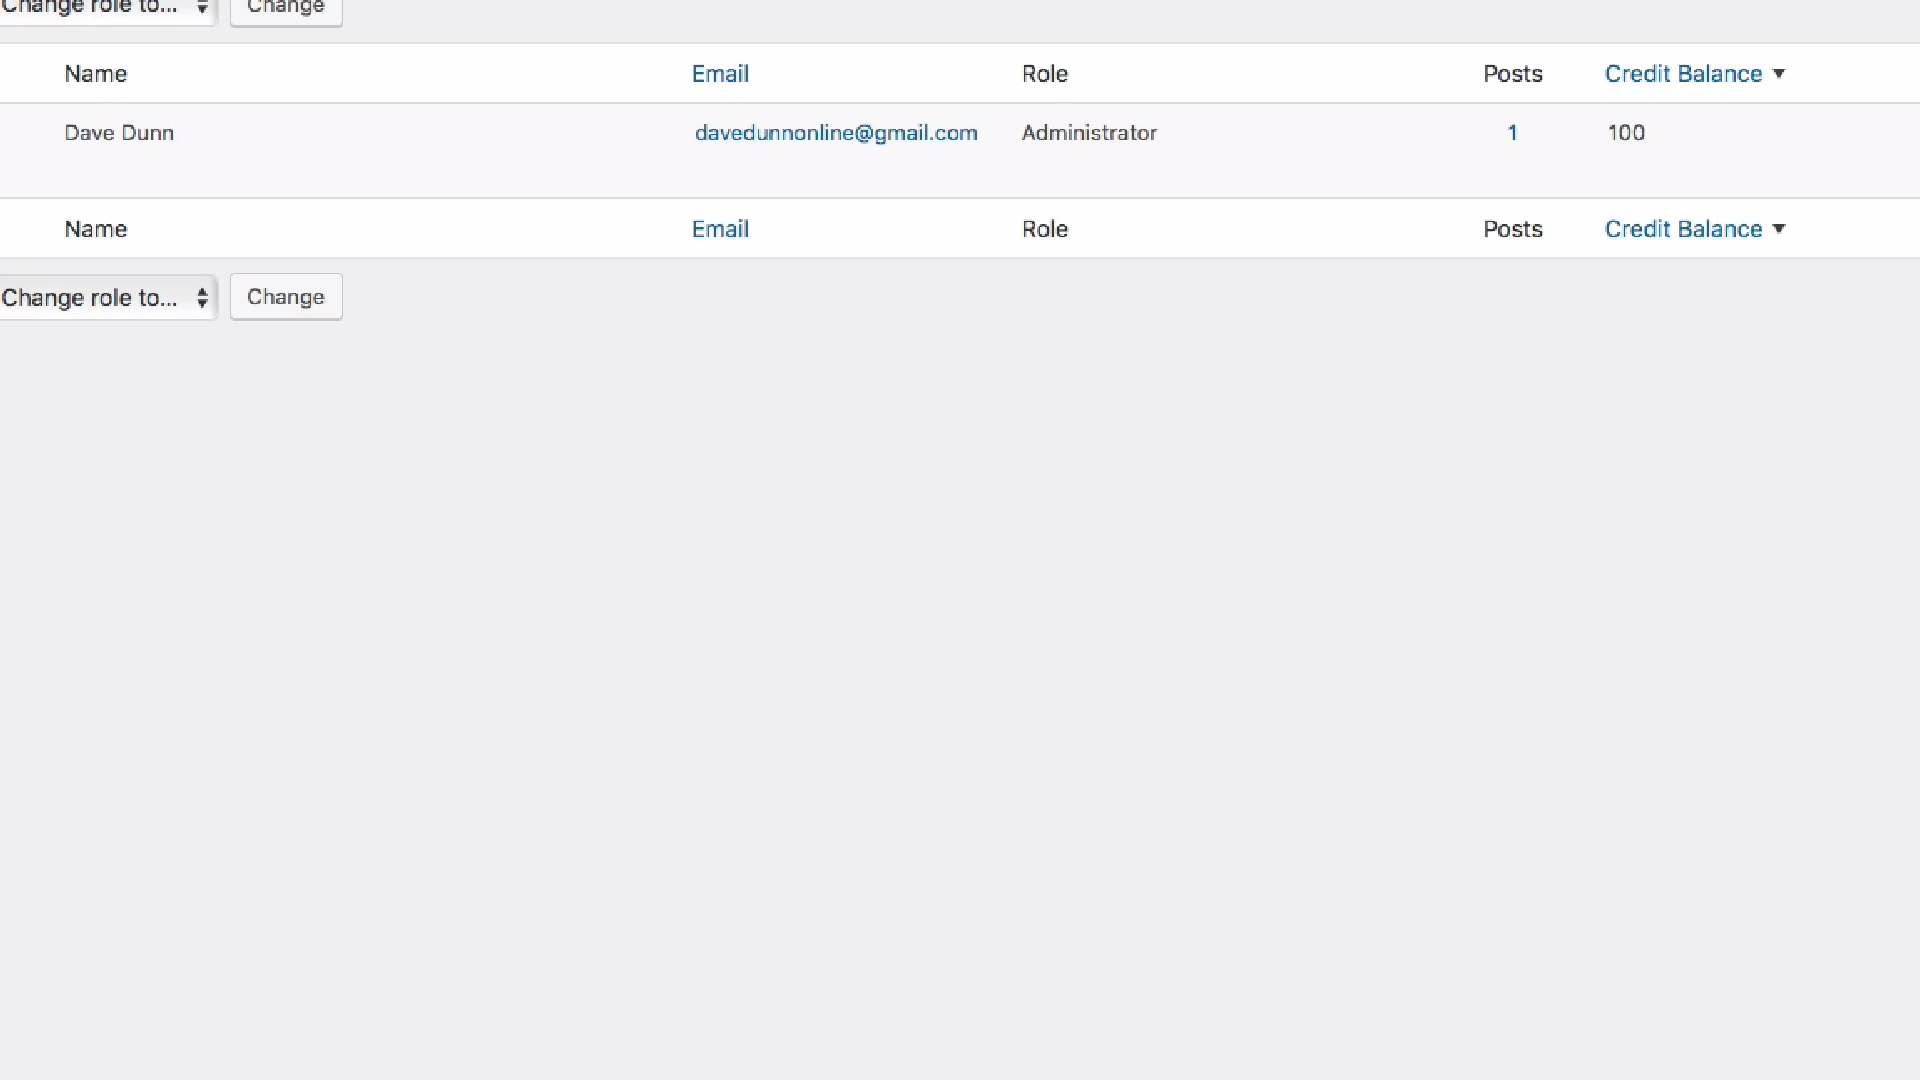 Change role to... Change
Name Email Role Posts Credit Balance
Dave Dunn davedunnonline@gmail.com Administrator 1 100
Name Email Role Posts Credit Balance
Change role to... Change